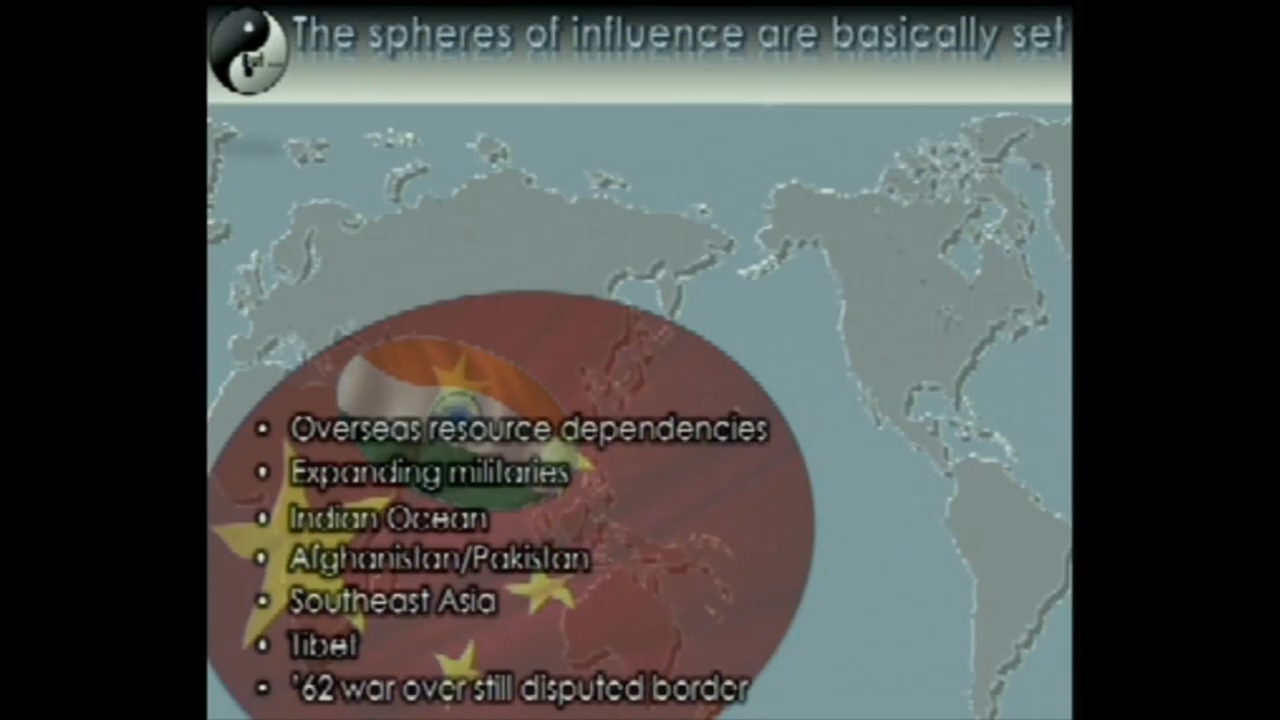 The spheres of influence are basically set
• Overseas resource dependencies
• Expanding militaries
• Indian Ocean
• Afghanistan/Pakistan
• Southeast Asia
• Tibet
• '62 war over still disputed border